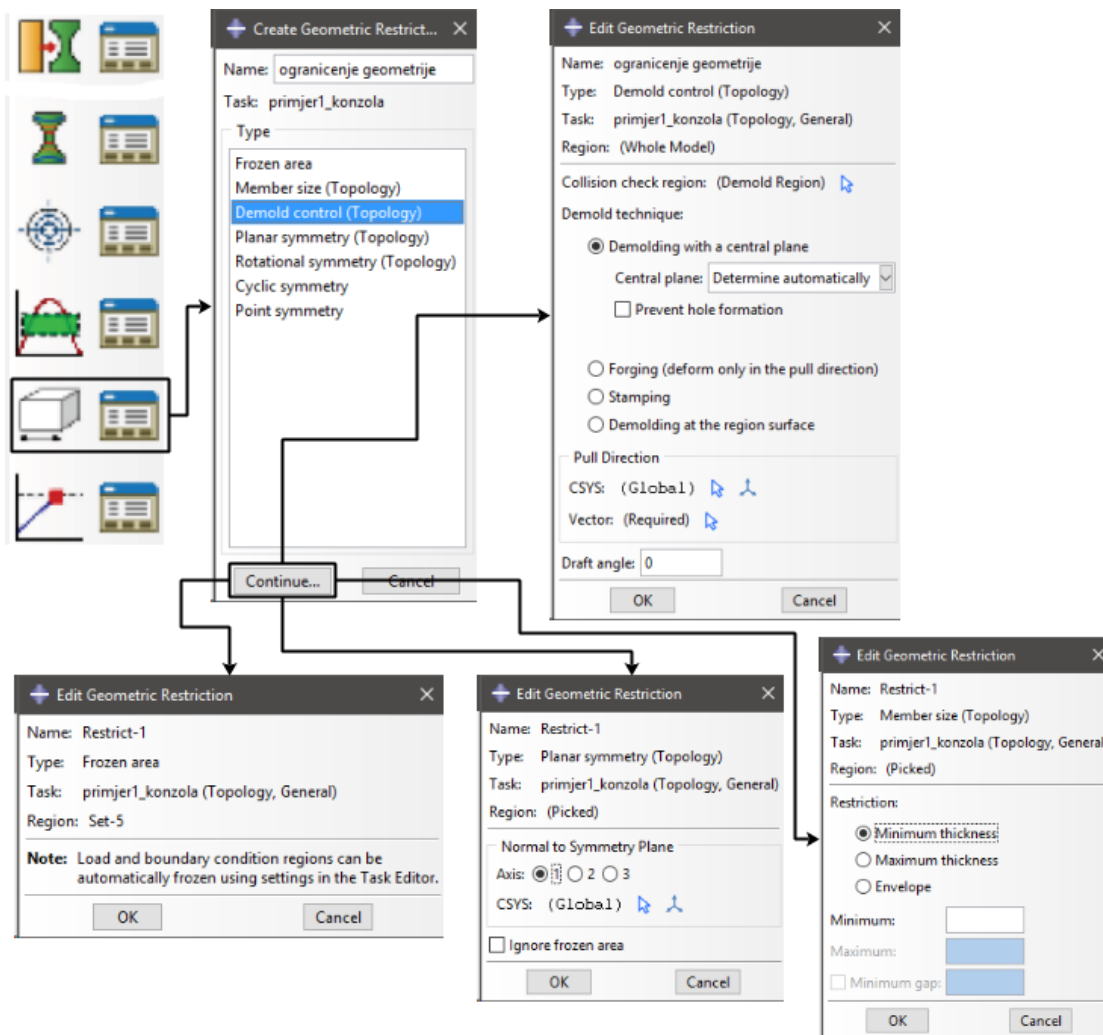 Create Geometric Restrict...
Name: ogranicenje geometrije
Task: primjer1_konzola
Type
Frozen area
Member size (Topology)
Demold control (Topology)
Planar symmetry (Topology)
Rotational symmetry (Topology)
Cyclic symmetry
Point symmetry
Continue...
Cancel
Edit Geometric Restriction
Name: ogranicenje geometrije
Type: Demold control (Topology)
Task: primjer1_konzola (Topology, General)
Region: (Whole Model)
Collision check region: (Demold Region)
Demold technique:
Demolding with a central plane
Central plane: Determine automatically
Prevent hole formation
Forging (deform only in the pull direction)
Stamping
Demolding at the region surface
Pull Direction
CSYS: (Global)
Vector: (Required)
Draft angle: 0
OK
Cancel
Edit Geometric Restriction
Name: Restrict-1
Type: Frozen area
Task: primjer1_konzola (Topology, General)
Region: Set-5
Note: Load and boundary condition regions can be
automatically frozen using settings in the Task Editor.
OK
Cancel
Edit Geometric Restriction
Name: Restrict-1
Type: Planar symmetry (Topology)
Task: primjer1_konzola (Topology, General)
Region: (Picked)
Normal to Symmetry Plane
Axis: 1 2 3
CSYS: (Global)
Ignore frozen area
OK
Cancel
Edit Geometric Restriction
Name: Restrict-1
Type: Member size (Topology)
Task: primjer1_konzola (Topology, General
Region: (Picked)
Restriction:
Minimum thickness
Maximum thickness
Envelope
Minimum:
Maximum:
Minimum gap:
OK
Cancel